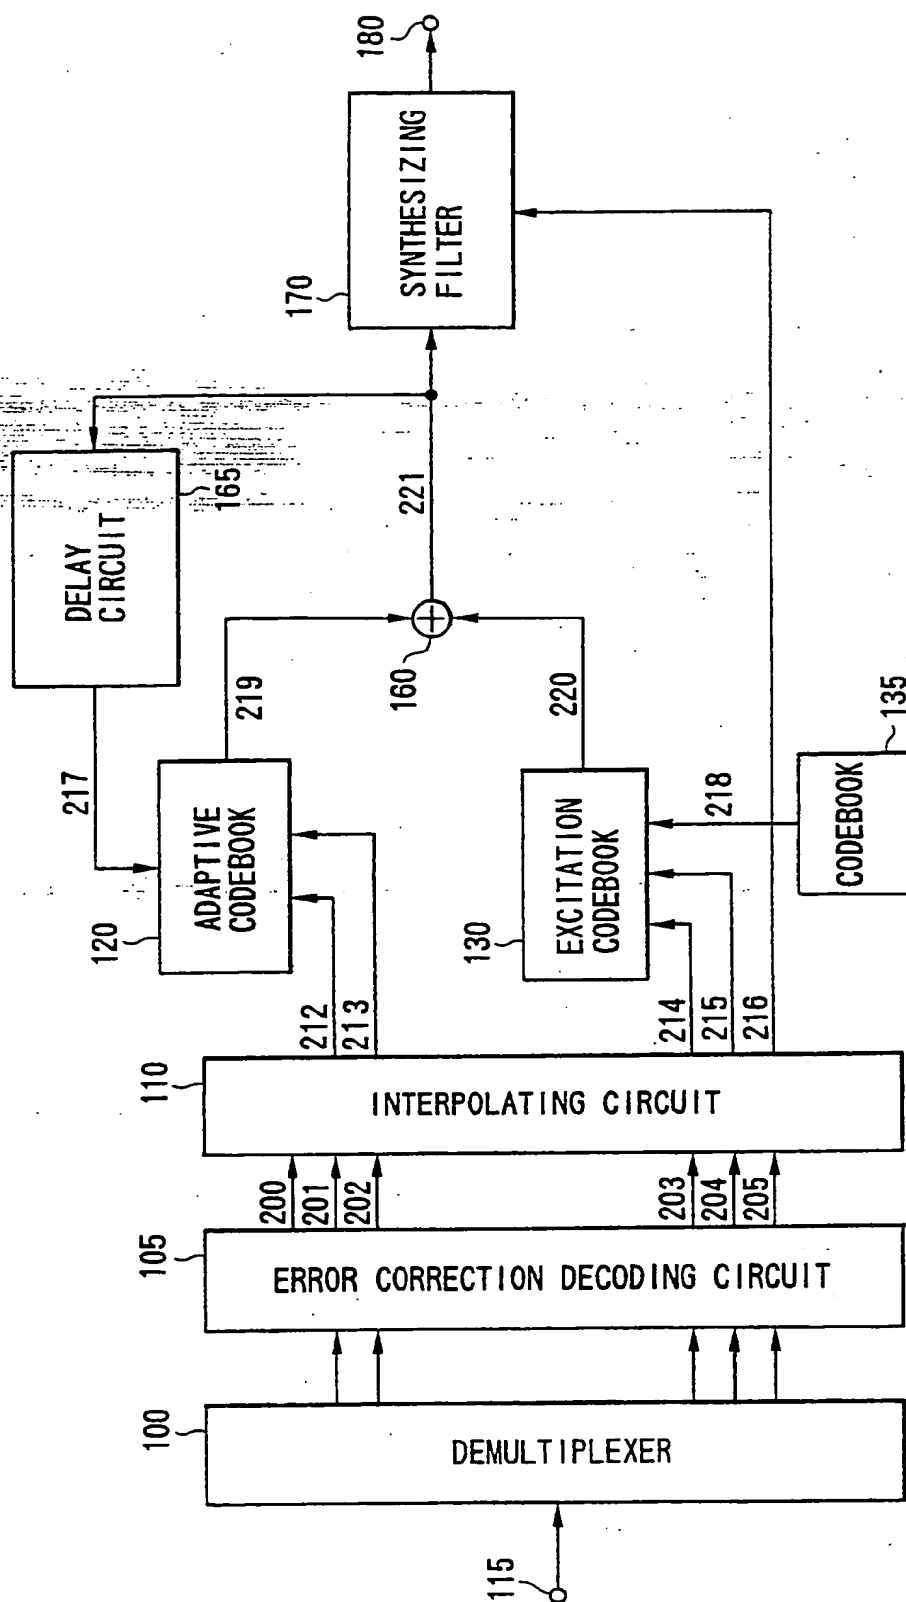 115
100
DEMULTIPLEXER
105
ERROR CORRECTION DECODING CIRCUIT
200
201
202
203
204
205
110
INTERPOLATING CIRCUIT
212
213
214
215
216
120
ADAPTIVE
CODEBOOK
130
EXCITATION
CODEBOOK
CODEBOOK
135
217
218
219
220
160
DELAY
CIRCUIT
165
221
170
SYNTHESIZING
FILTER
180